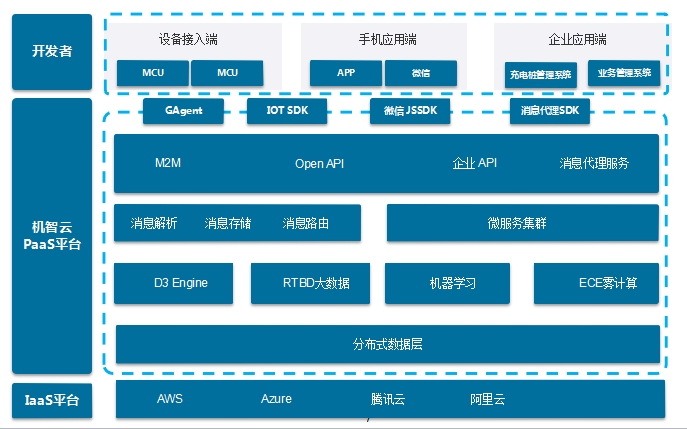 开发者
设备接入端
手机应用端
企业应用端
MCU
MCU
APP
微信
充电桩管理系统
业务管理系统
GAgent
IOT SDK
微信 JSSDK
消息代理SDK
机智云
PaaS平台
M2M
Open API
企业 API
消息代理服务
消息解析
消息存储
消息路由
微服务集群
D3 Engine
RTBD大数据
机器学习
ECE雾计算
分布式数据层
IaaS平台
AWS
Azure
腾讯云
阿里云